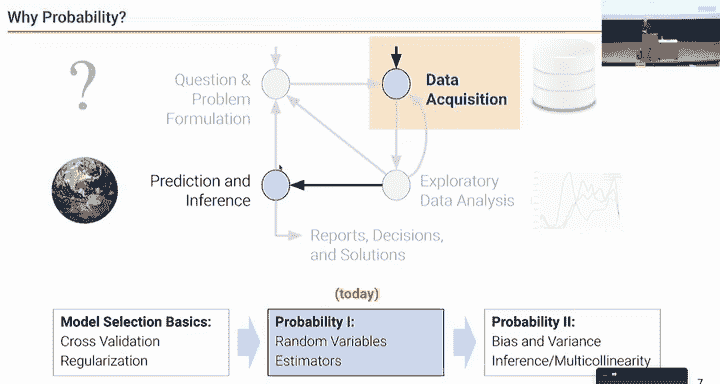 Why Probability?
?
Question &
Problem
Formulation
Data
Acquisition
Prediction and
Inference
Exploratory
Data Analysis
Reports, Decisions,
and Solutions
(today)
Model Selection Basics:
Cross Validation
Regularization
Probability I:
Random Variables
Estimators
Probability II:
Bias and Variance
Inference/Multicollinearity
7